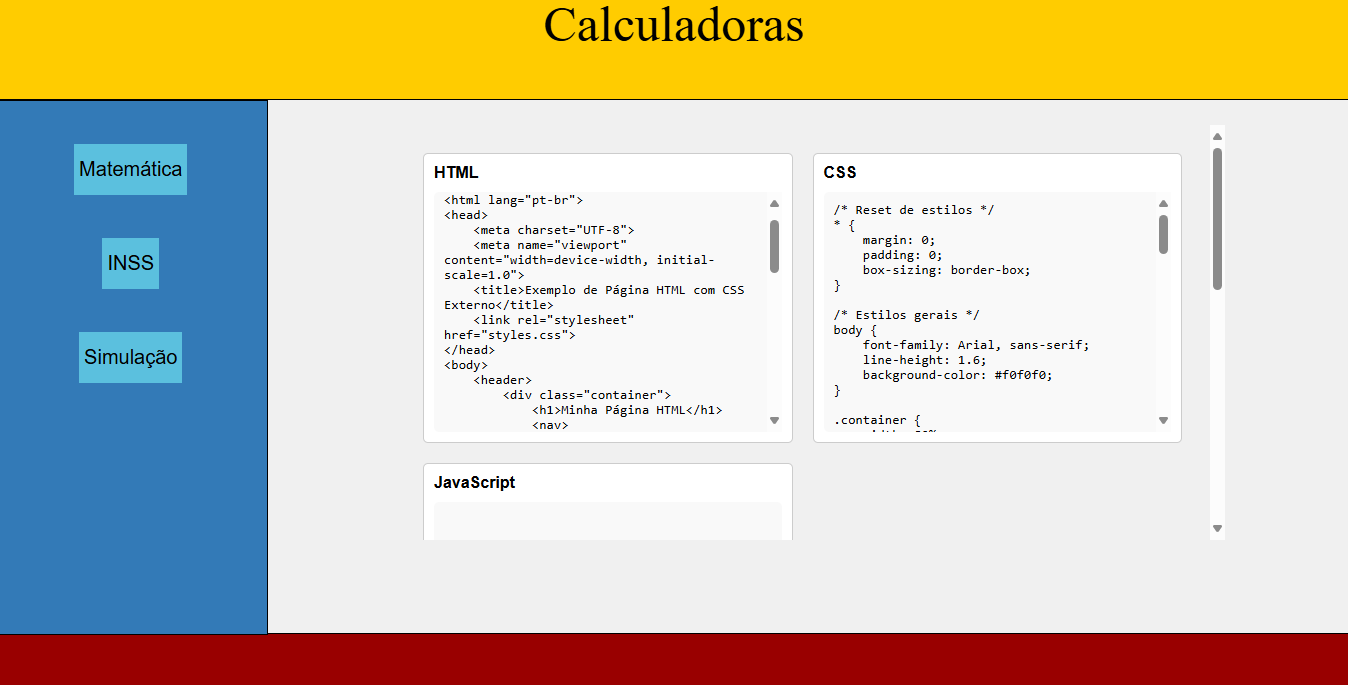 Calculadoras
Matemática
INSS
Simulação
HTML
<html lang="pt-br">
<head>
    <meta charset="UTF-8">
    <meta name="viewport"
content="width=device-width, initial-
scale=1.0">
    <title>Exemplo de Página HTML com CSS
Externo</title>
    <link rel="stylesheet"
href="styles.css">
</head>
<body>
    <header>
        <div class="container">
            <h1>Minha Página HTML</h1>
            <nav>
CSS
/* Reset de estilos */
* {
    margin: 0;
    padding: 0;
    box-sizing: border-box;
}
/* Estilos gerais */
body {
    font-family: Arial, sans-serif;
    line-height: 1.6;
    background-color: #f0f0f0;
}
.container {
JavaScript